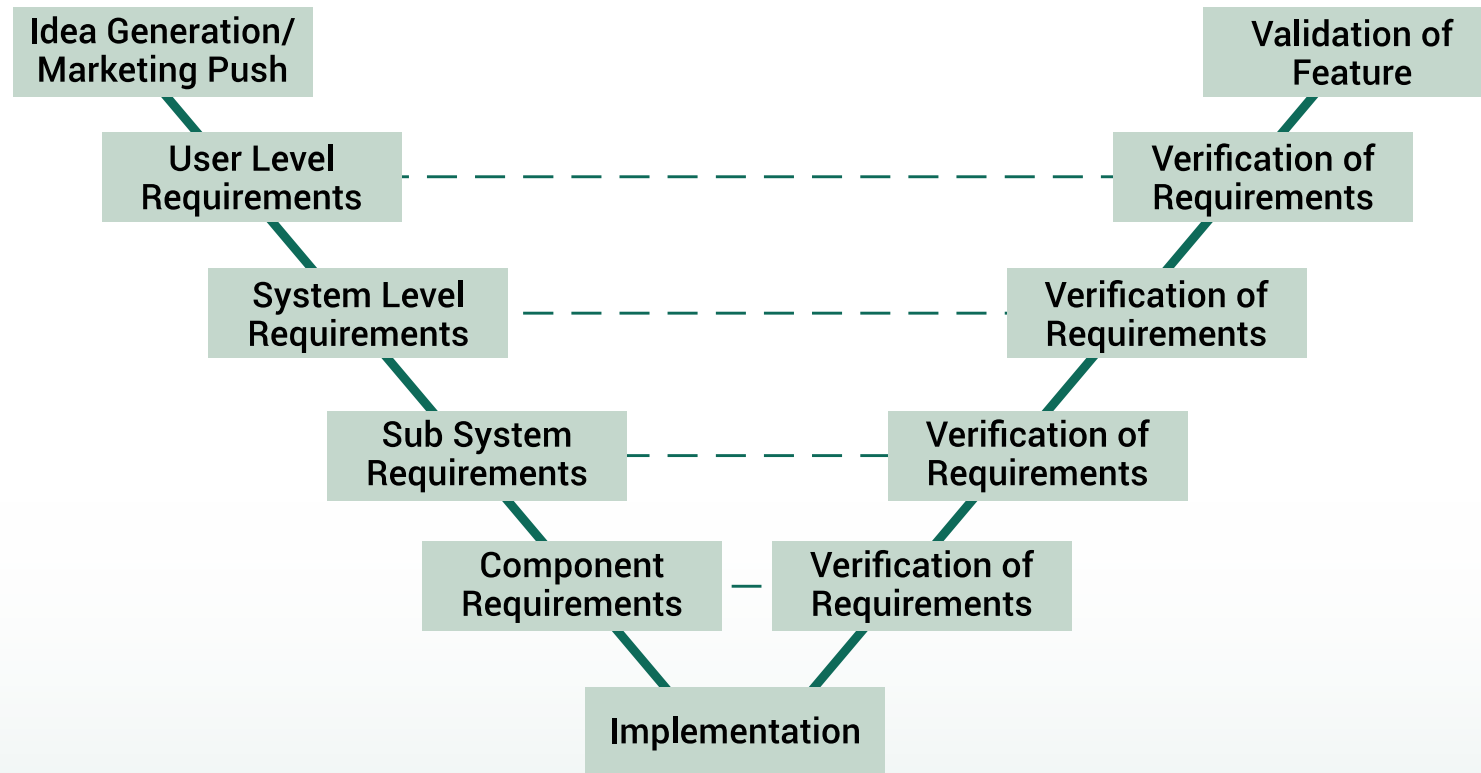 Idea Generation/
Marketing Push
Validation of
Feature
User Level
Requirements
Verification of
Requirements
System Level
Requirements
Verification of
Requirements
Sub System
Requirements
Verification of
Requirements
Component
Requirements
Verification of
Requirements
Implementation